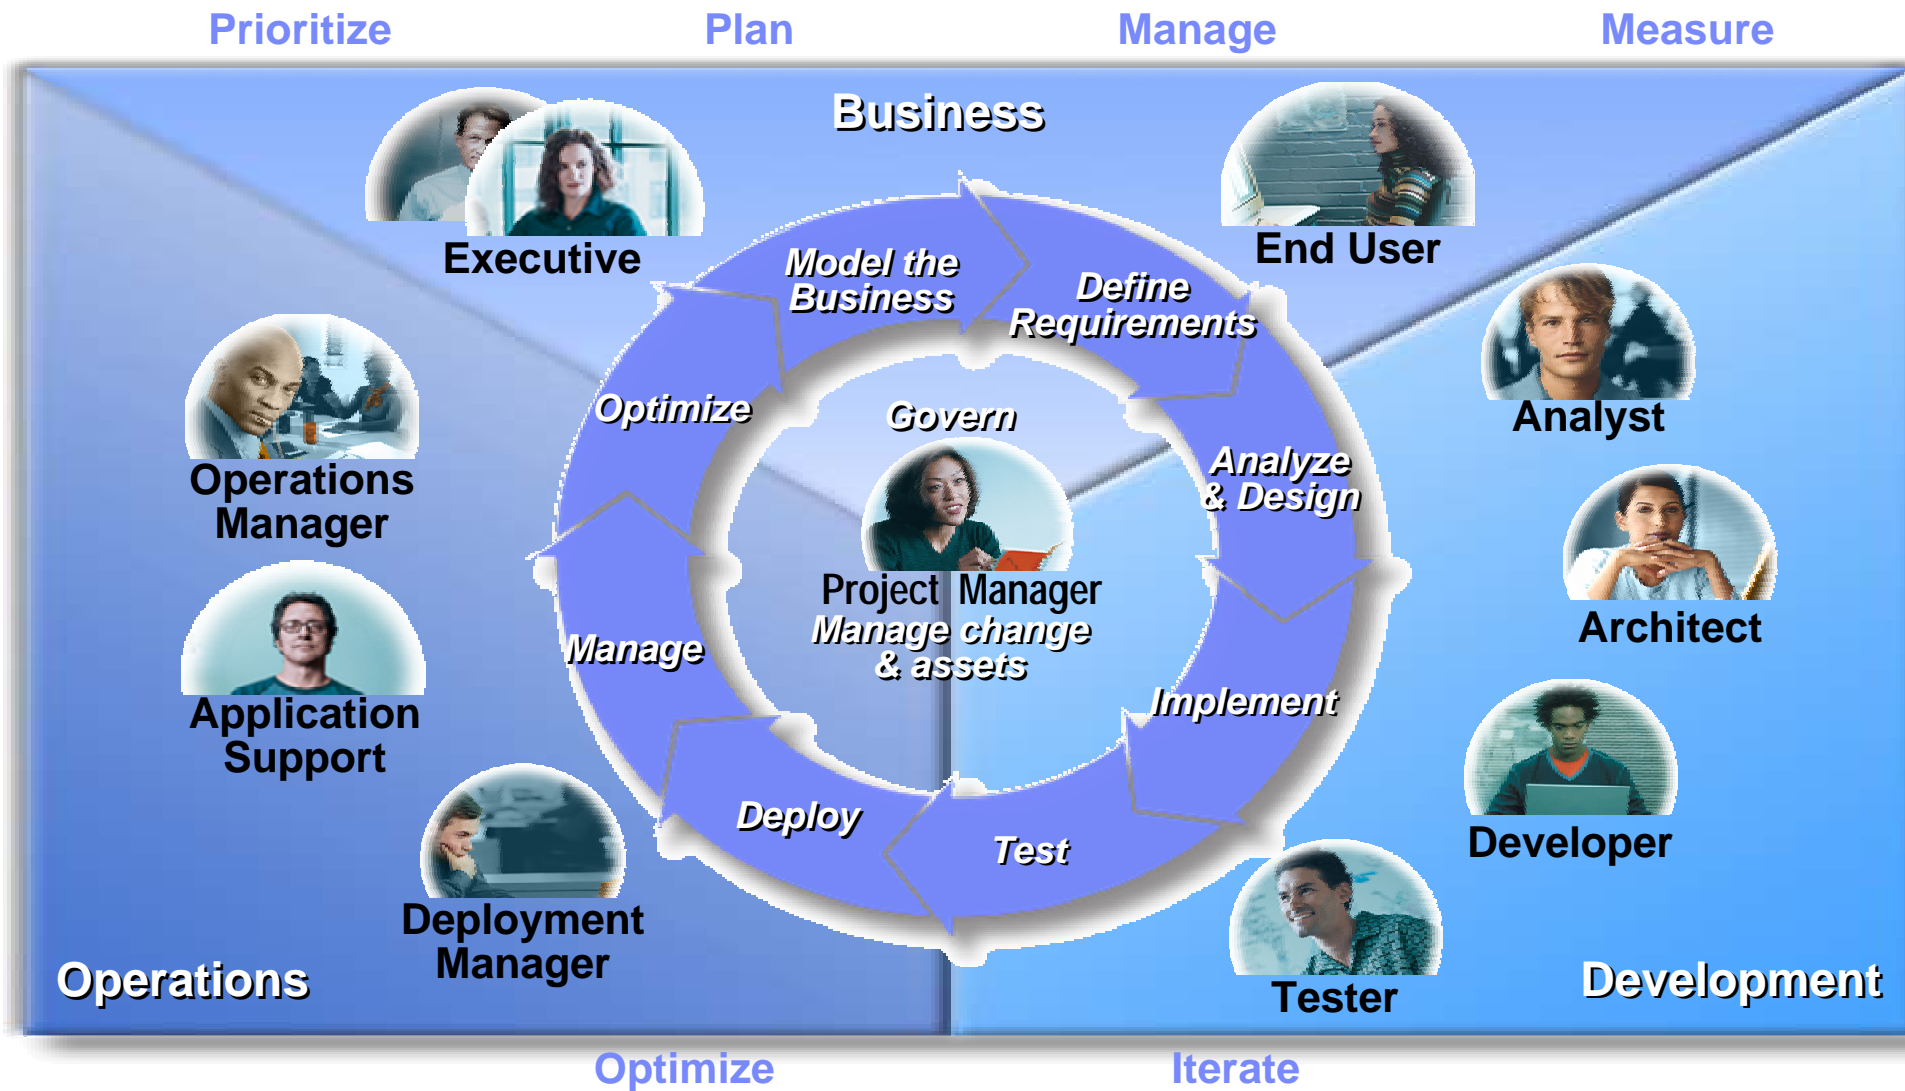 Prioritize Plan Manage Measure
Business
Executive
End User
Model the
Business
Define
Requirements
Analyst
Optimize
Govern
Operations
Manager
Analyze
& Design
Project Manager
Manage change
& assets
Architect
Manage
Application
Support
Implement
Deploy
Test
Developer
Deployment
Manager
Tester
Operations
Development
Optimize Iterate